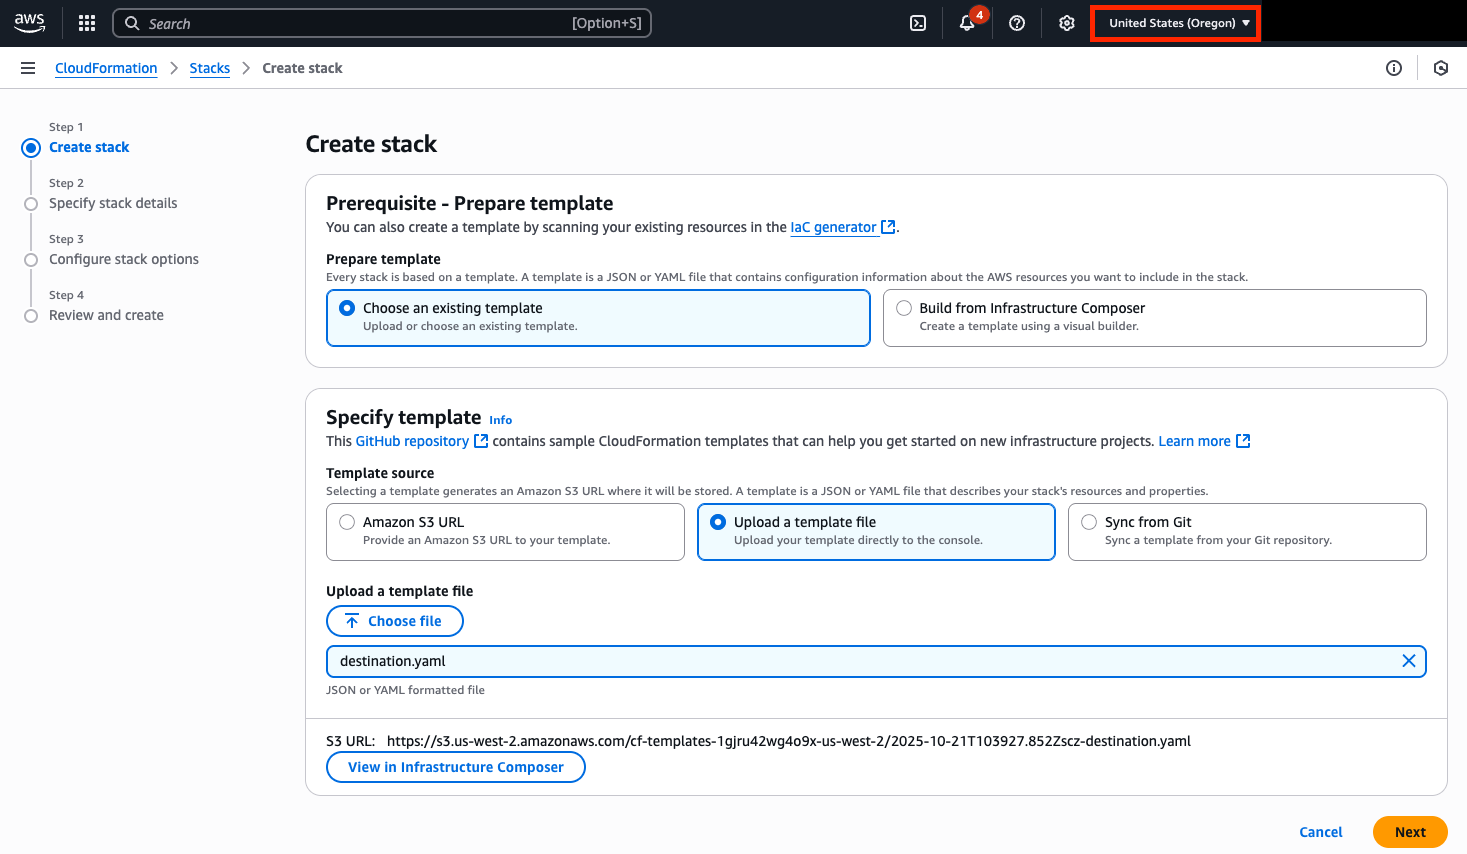 aws
Search [Option+S]
4
United States (Oregon)
CloudFormation Stacks Create stack
Step 1
Create stack
Step 2
Specify stack details
Step 3
Configure stack options
Step 4
Review and create
Create stack
Prerequisite - Prepare template
You can also create a template by scanning your existing resources in the IaC generator.
Prepare template
Every stack is based on a template. A template is a JSON or YAML file that contains configuration information about the AWS resources you want to include in the stack.
Choose an existing template
Upload or choose an existing template.
Build from Infrastructure Composer
Create a template using a visual builder.
Specify template Info
This GitHub repository contains sample CloudFormation templates that can help you get started on new infrastructure projects. Learn more
Template source
Selecting a template generates an Amazon S3 URL where it will be stored. A template is a JSON or YAML file that describes your stack's resources and properties.
Amazon S3 URL
Provide an Amazon S3 URL to your template.
Upload a template file
Upload your template directly to the console.
Sync from Git
Sync a template from your Git repository.
Upload a template file
Choose file
destination.yaml
JSON or YAML formatted file
S3 URL: https://s3.us-west-2.amazonaws.com/cf-templates-1gjru42wg4o9x-us-west-2/2025-10-21T103927.852Zscz-destination.yaml
View in Infrastructure Composer
Cancel
Next